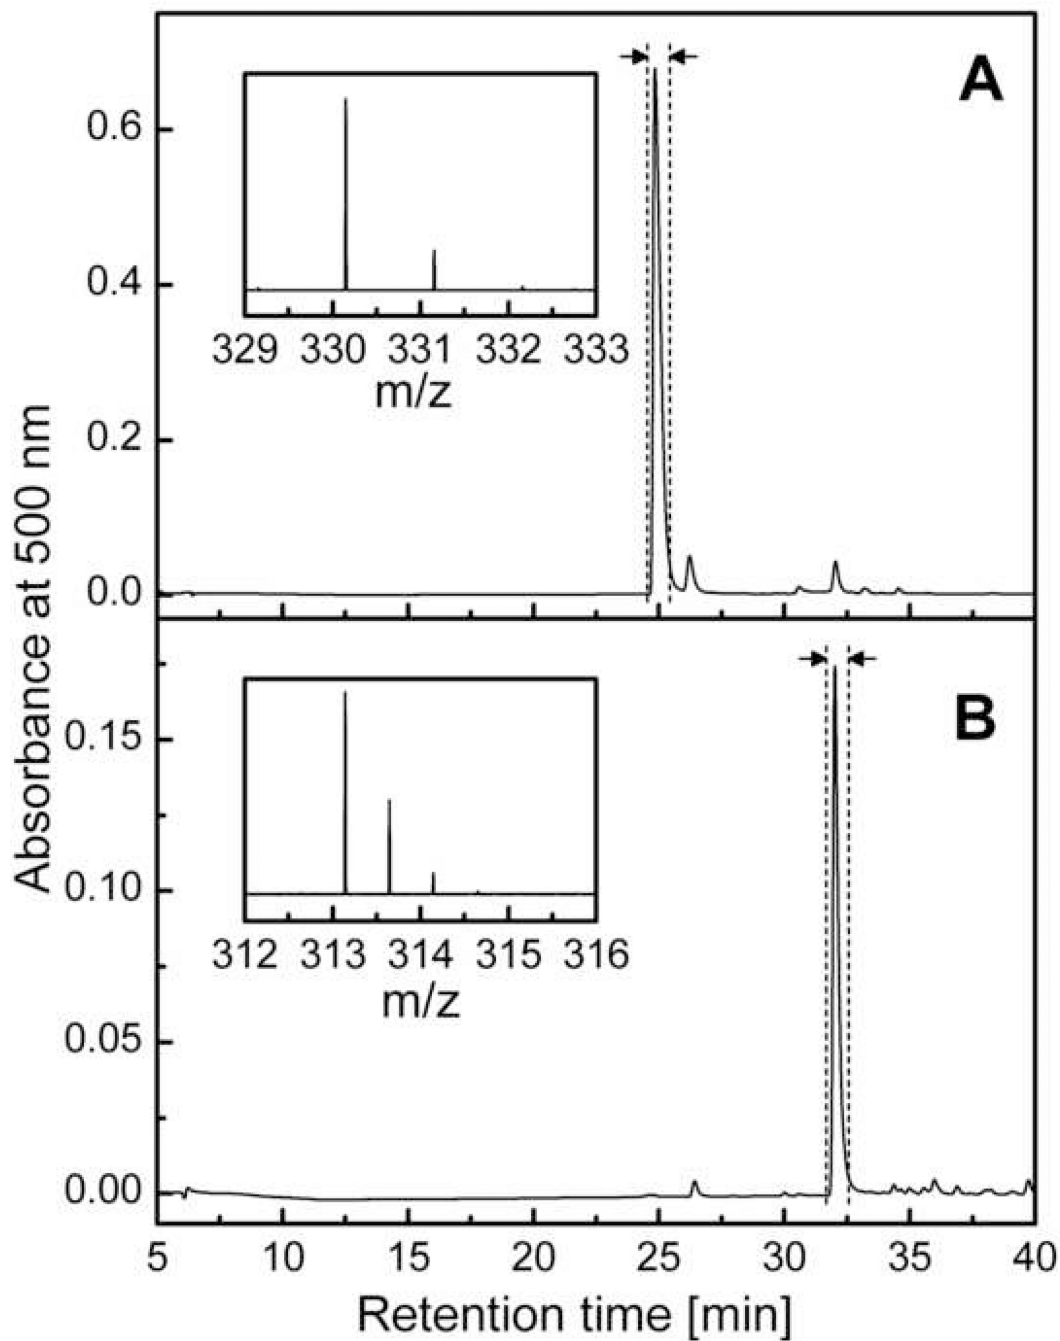 A
0.6
0.4
0.2
0.0
329 330 331 332 333
m/z
Absorbance at 500 nm
B
0.15
0.10
0.05
0.00
312 313 314 315 316
m/z
5 10 15 20 25 30 35 40
Retention time [min]